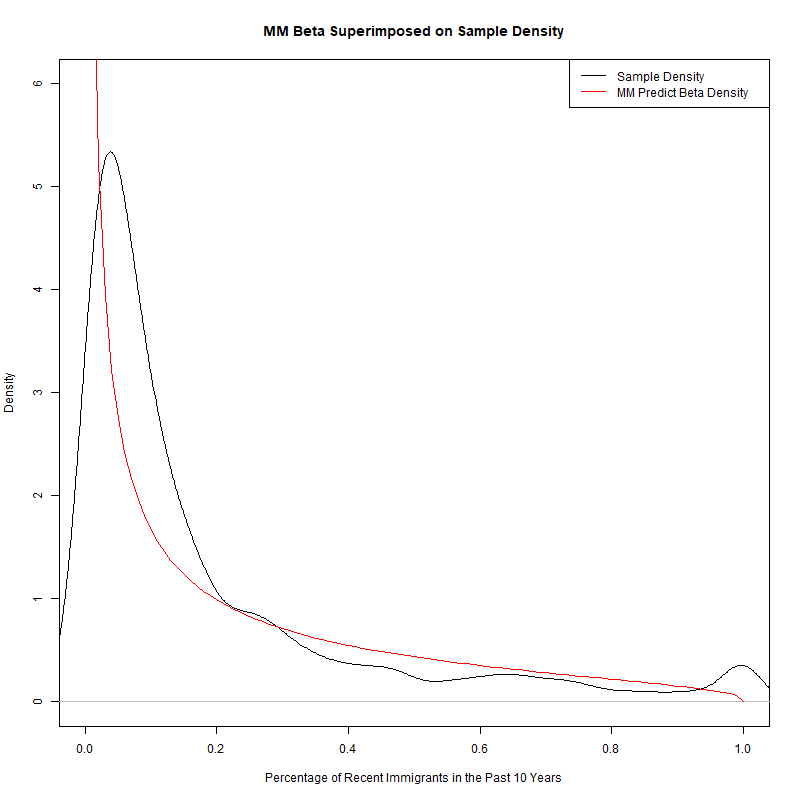 MM Beta Superimposed on Sample Density
Sample Density
MM Predict Beta Density
6
5
4
3
2
1
0
Density
0.0 0.2 0.4 0.6 0.8 1.0
Percentage of Recent Immigrants in the Past 10 Years